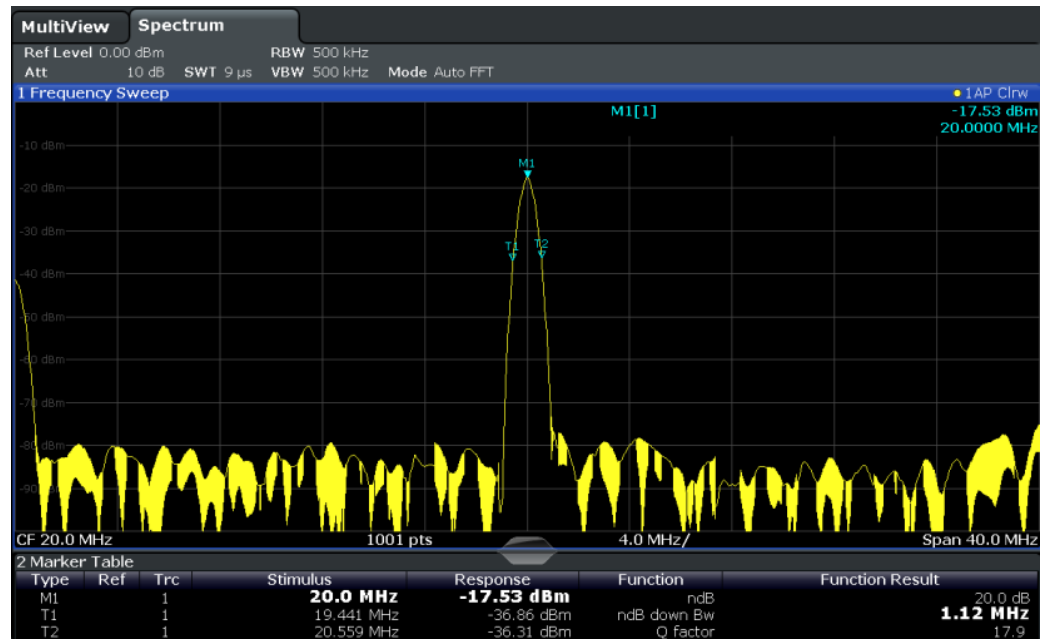 MultiView Spectrum
Ref Level 0.00 dBm RBW 500 kHz
Att 10 dB SWT 9 µs VBW 500 kHz Mode Auto FFT
1 Frequency Sweep 1AP Clrw
M1[1] -17.53 dBm
20.0000 MHz
-10 dBm
M1
-20 dBm
-30 dBm
T1 T2
-40 dBm
-50 dBm
-60 dBm
-70 dBm
-80 dBm
CF 20.0 MHz 1001 pts 4.0 MHz/ Span 40.0 MHz
2 Marker Table
Type Ref Trc Stimulus Response Function Function Result
M1 1 20.0 MHz -17.53 dBm ndB 20.0 dB
T1 1 19.441 MHz -36.86 dBm ndB down Bw 1.12 MHz
T2 1 20.559 MHz -36.31 dBm Q factor 17.9